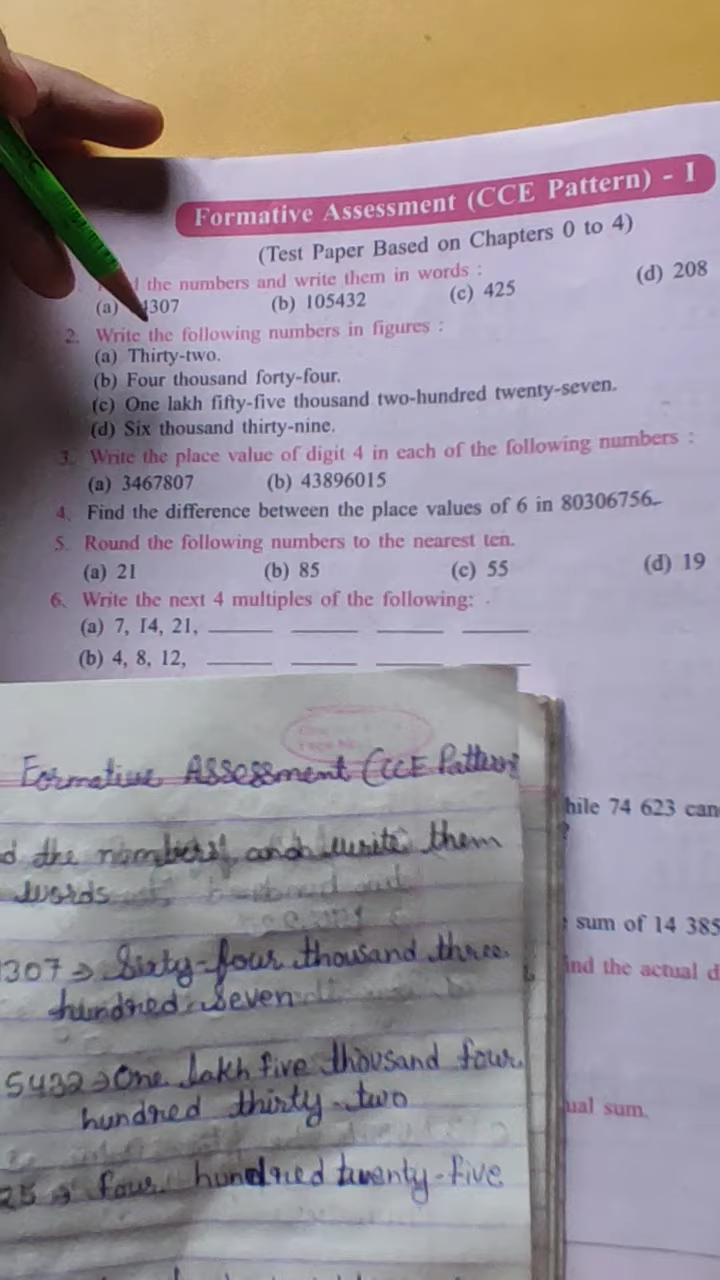 Formative Assessment (CCE Pattern) - I
(Test Paper Based on Chapters 0 to 4)
the numbers and write them in words :
(a) 4307 (b) 105432 (c) 425 (d) 208
2. Write the following numbers in figures :
(a) Thirty-two.
(b) Four thousand forty-four.
(c) One lakh fifty-five thousand two-hundred twenty-seven.
(d) Six thousand thirty-nine.
3. Write the place value of digit 4 in each of the following numbers :
(a) 3467807 (b) 43896015
4. Find the difference between the place values of 6 in 80306756.
5. Round the following numbers to the nearest ten.
(a) 21 (b) 85 (c) 55 (d) 19
6. Write the next 4 multiples of the following:
(a) 7, 14, 21,
(b) 4, 8, 12,
hile 74 623 can
?
sum of 14 385
ind the actual d
ual sum.
Formative Assessment (CCE Pattern
d the numbers and write them
words
307 ⇒ Sixty-four thousand three
hundred seven
5432 ⇒ One lakh five thousand four
hundred thirty-two
25 ⇒ four hundred twenty-five